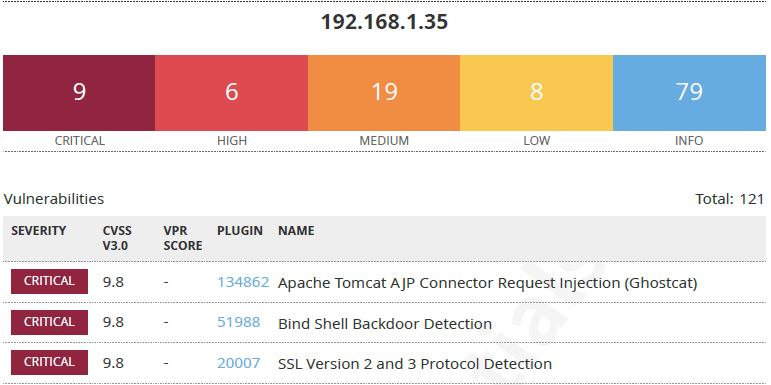 192.168.1.35
9 6 19 8 79
CRITICAL HIGH MEDIUM LOW INFO
Vulnerabilities Total: 121
SEVERITY CVSS VPR PLUGIN NAME
V3.0 SCORE
CRITICAL 9.8 - 134862 Apache Tomcat AJP Connector Request Injection (Ghostcat)
CRITICAL 9.8 - 51988 Bind Shell Backdoor Detection
CRITICAL 9.8 - 20007 SSL Version 2 and 3 Protocol Detection